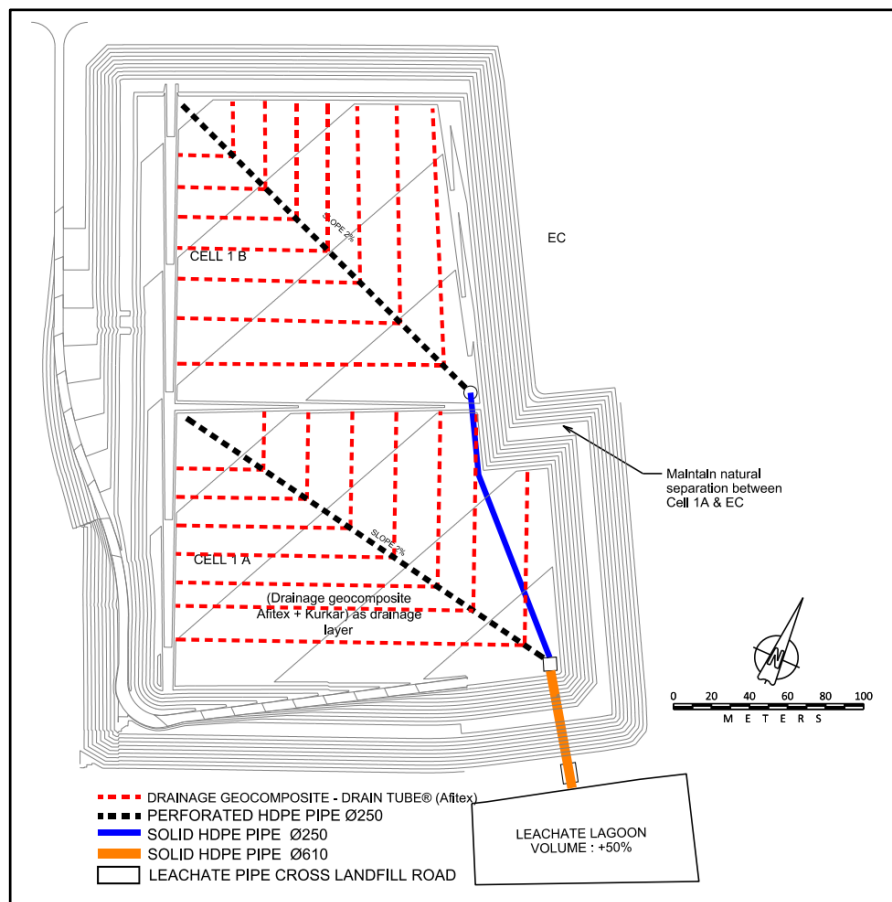 EC
SLOPE 2%
CELL 1 B
Maintain natural
separation between
Cell 1A & EC
SLOPE 2%
CELL 1 A
(Drainage geocomposite
Afitex + Kurkar) as drainage
layer
N
0 20 40 60 80 100
M E T E R S
DRAINAGE GEOCOMPOSITE - DRAIN TUBE® (Afitex)
PERFORATED HDPE PIPE Ø250
SOLID HDPE PIPE Ø250
SOLID HDPE PIPE Ø610
LEACHATE PIPE CROSS LANDFILL ROAD
LEACHATE LAGOON
VOLUME : +50%